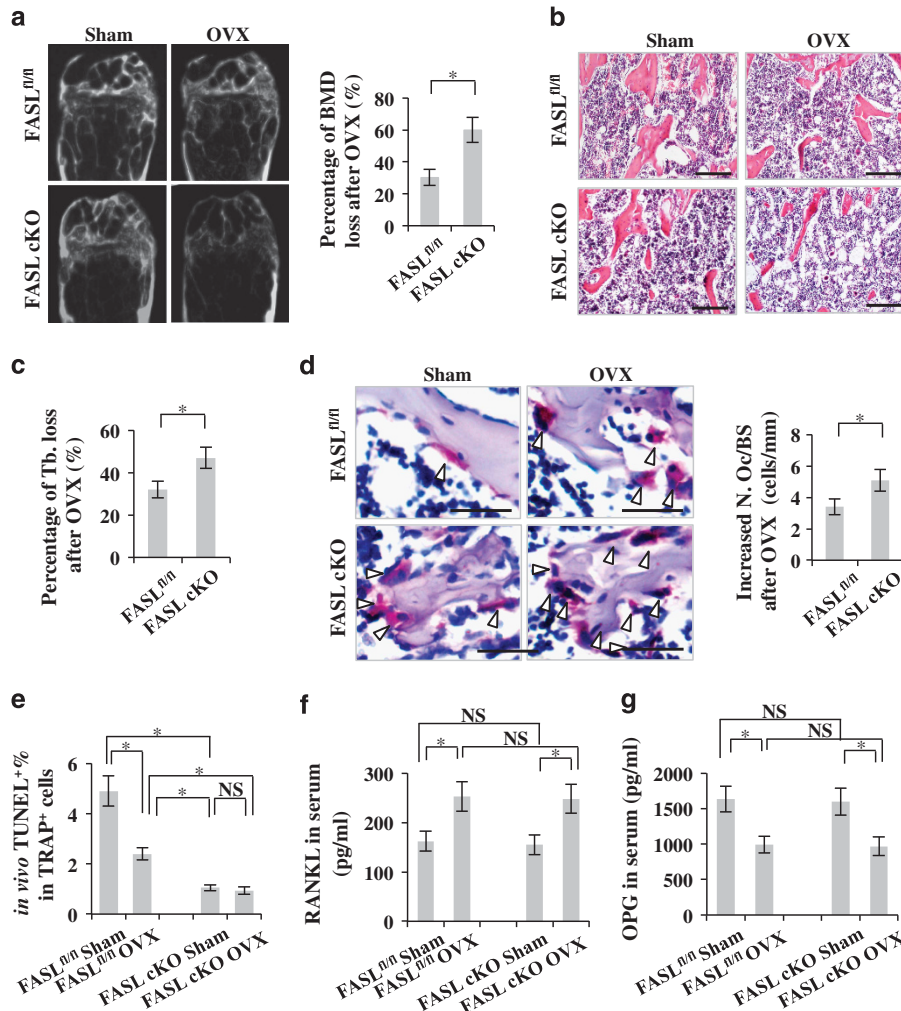 a
Sham OVX
FASL^fl/fl
FASL cKO
Percentage of BMD
loss after OVX (%)
80
60
40
20
0
*
FASL^fl/fl
FASL cKO
b
Sham OVX
FASL^fl/fl
FASL cKO
c
Percentage of Tb. loss
after OVX (%)
60
40
20
0
*
FASL^fl/fl
FASL cKO
d
Sham OVX
FASL^fl/fl
FASL cKO
Increased N. Oc/BS
after OVX (cells/mm)
8
6
4
2
0
*
FASL^fl/fl
FASL cKO
e
in vivo TUNEL⁺%
in TRAP⁺ cells
6
4
2
0
*
*
*
*
NS
FASL^fl/fl Sham
FASL^fl/fl OVX
FASL cKO Sham
FASL cKO OVX
f
RANKL in serum
(pg/ml)
300
200
100
0
NS
NS
*
*
FASL^fl/fl Sham
FASL^fl/fl OVX
FASL cKO Sham
FASL cKO OVX
g
OPG in serum (pg/ml)
2000
1500
1000
500
0
NS
NS
*
*
FASL^fl/fl Sham
FASL^fl/fl OVX
FASL cKO Sham
FASL cKO OVX